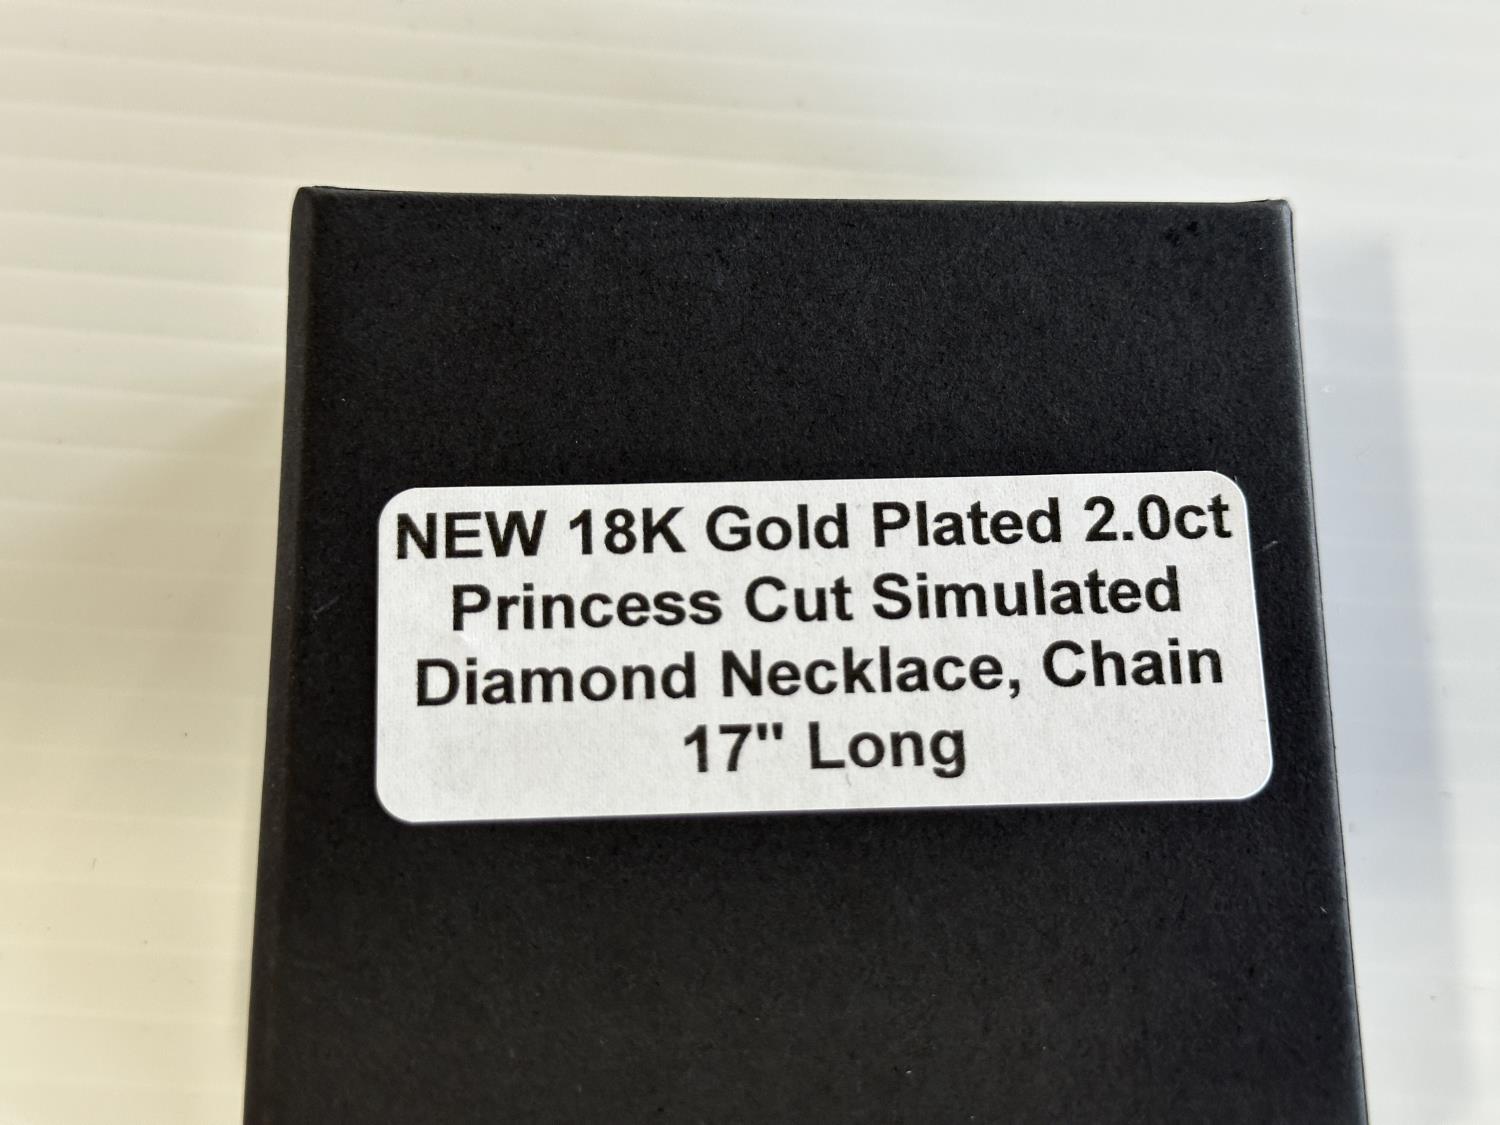 NEW 18K Gold Plated 2.0ct
Princess Cut Simulated
Diamond Necklace, Chain
17" Long